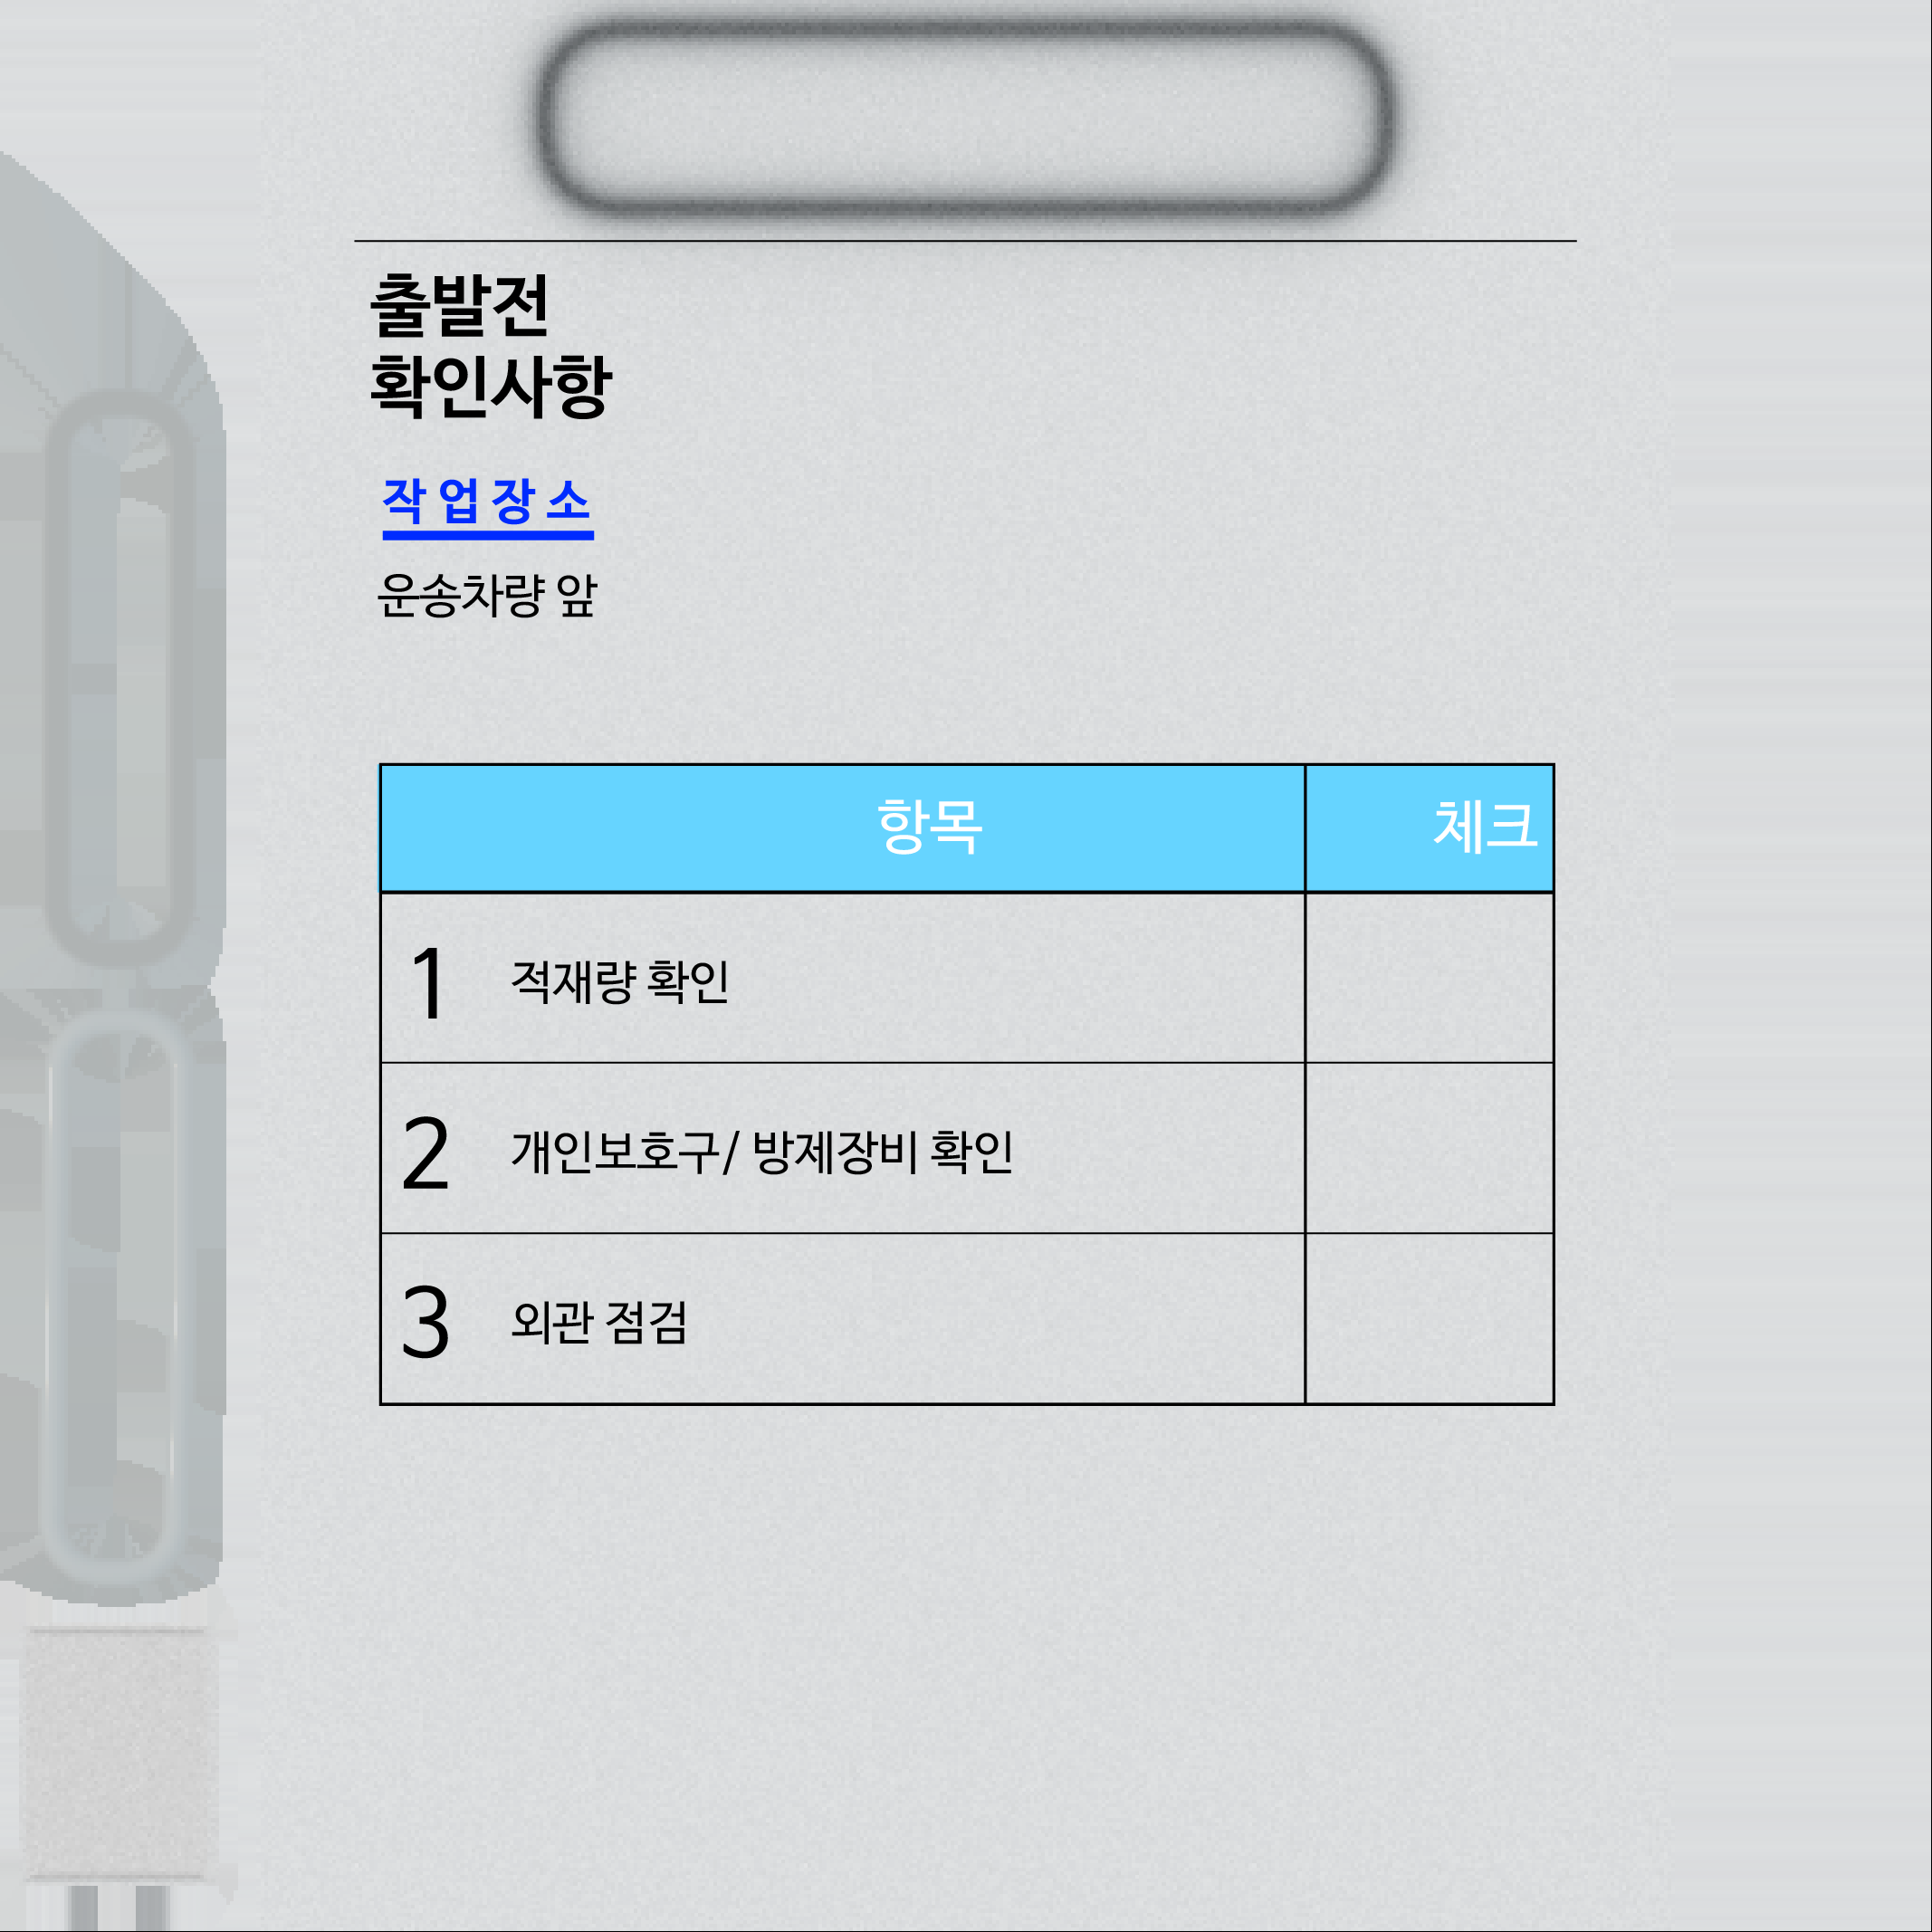 출발전
확인사항
작업장소
운송차량 앞
항목 체크
1 적재량 확인
2 개인보호구/ 방제장비 확인
3 외관 점검